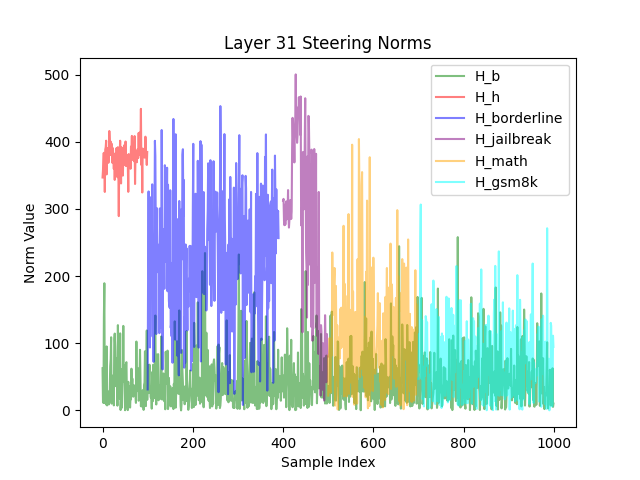 Layer 31 Steering Norms
Norm Value
500
400
300
200
100
0
H_b
H_h
H_borderline
H_jailbreak
H_math
H_gsm8k
0 200 400 600 800 1000
Sample Index